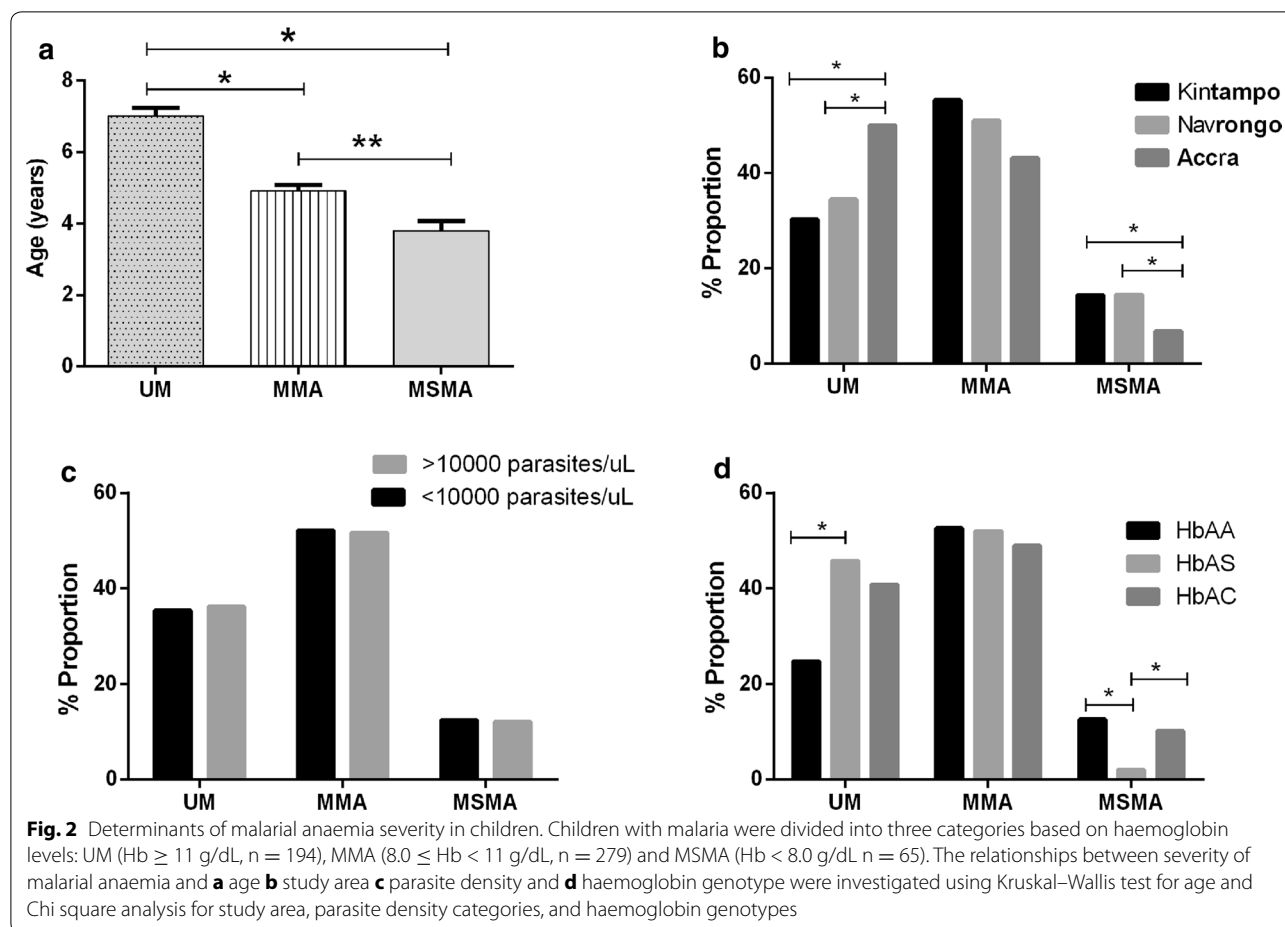 a
*
*
**
Age (years)
8
6
4
2
0
UM MMA MSMA
b
*
*
*
*
Kintampo
Navrongo
Accra
% Proportion
60
40
20
0
UM MMA MSMA
c
>10000 parasites/uL
<10000 parasites/uL
% Proportion
60
40
20
0
UM MMA MSMA
d
*
*
*
HbAA
HbAS
HbAC
% Proportion
60
40
20
0
UM MMA MSMA
Fig. 2 Determinants of malarial anaemia severity in children. Children with malaria were divided into three categories based on haemoglobin
levels: UM (Hb ≥ 11 g/dL, n = 194), MMA (8.0 ≤ Hb < 11 g/dL, n = 279) and MSMA (Hb < 8.0 g/dL n = 65). The relationships between severity of
malarial anaemia and a age b study area c parasite density and d haemoglobin genotype were investigated using Kruskal–Wallis test for age and
Chi square analysis for study area, parasite density categories, and haemoglobin genotypes